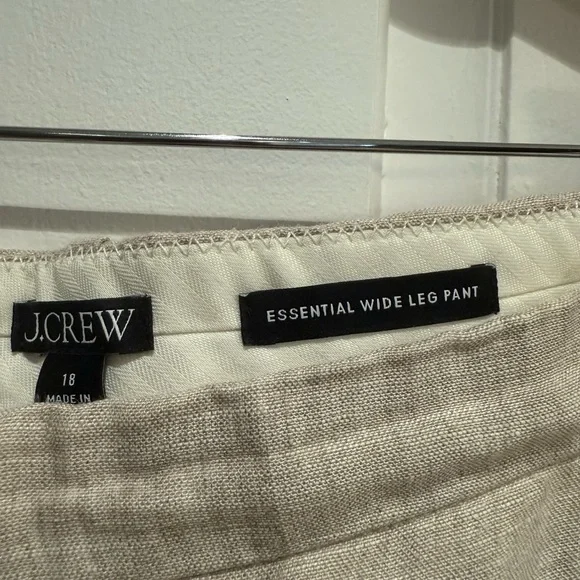 J.CREW
ESSENTIAL WIDE LEG PANT
18
MADE IN